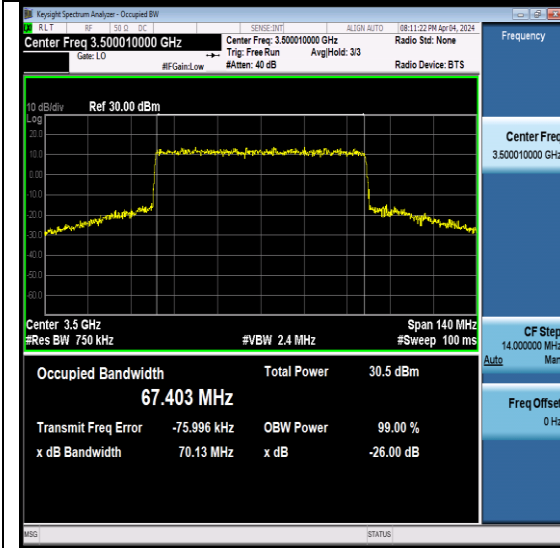 Keysight Spectrum Analyzer - Occupied BW
RLT RF 50 Ω DC SENSE:INT ALIGN AUTO 08:11:22 PM Apr 04, 2024
Center Freq 3.500010000 GHz
Center Freq: 3.500010000 GHz Radio Std: None
Gate: LO Trig: Free Run Avg|Hold: 3/3
#IFGain:Low #Atten: 40 dB Radio Device: BTS
10 dB/div Ref 30.00 dBm
Log
20.0
10.0
0.00
-10.0
-20.0
-30.0
-40.0
-50.0
-60.0
Center 3.5 GHz Span 140 MHz
#Res BW 750 kHz #VBW 2.4 MHz #Sweep 100 ms
Occupied Bandwidth Total Power 30.5 dBm
67.403 MHz
Transmit Freq Error -75.996 kHz OBW Power 99.00 %
x dB Bandwidth 70.13 MHz x dB -26.00 dB
MSG STATUS
Frequency
Center Freq
3.500010000 GHz
CF Step
14.000000 MHz
Auto Man
Freq Offset
0 Hz